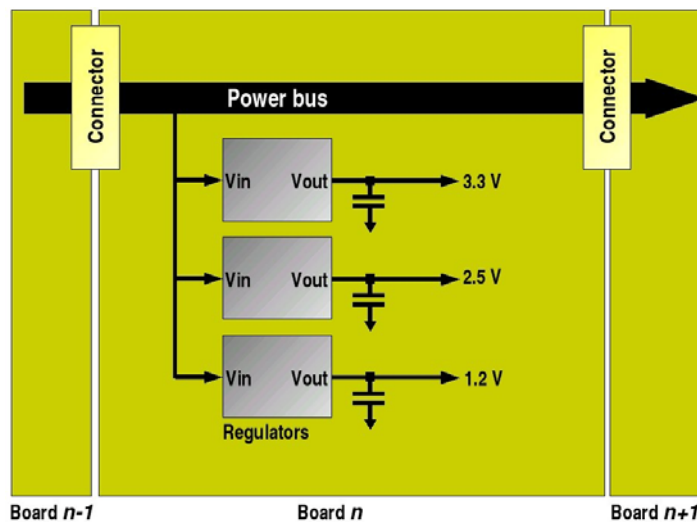 Connector
Power bus
Connector
Vin Vout 3.3 V
Vin Vout 2.5 V
Vin Vout 1.2 V
Regulators
Board n-1 Board n Board n+1